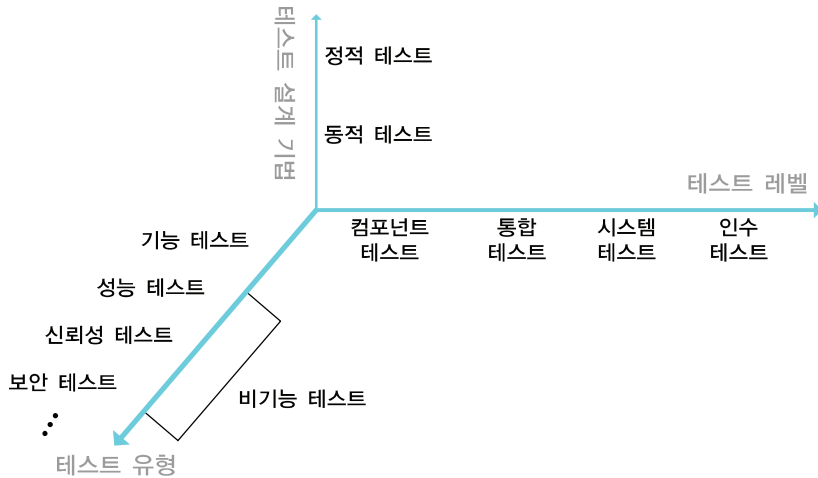 테스트 설계 기법
정적 테스트
동적 테스트
테스트 레벨
컴포넌트
테스트
통합
테스트
시스템
테스트
인수
테스트
기능 테스트
성능 테스트
신뢰성 테스트
보안 테스트
비기능 테스트
테스트 유형